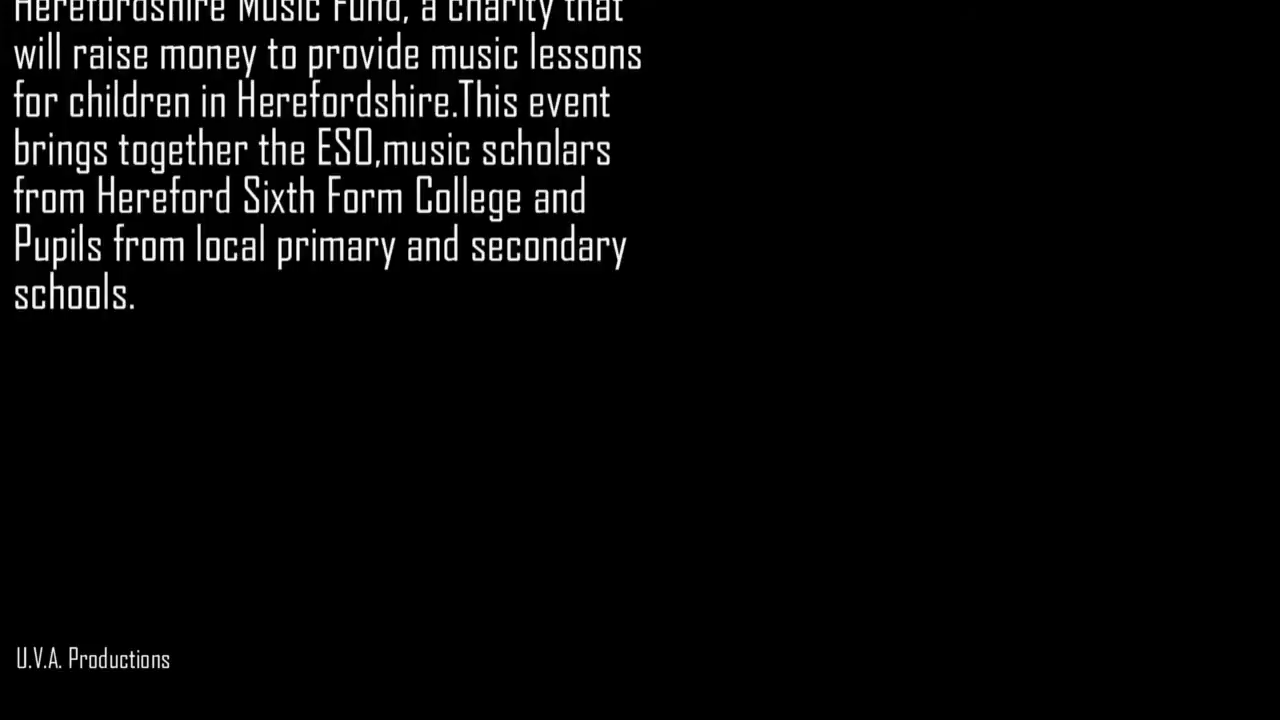 Herefordshire Music Fund, a charity that
will raise money to provide music lessons
for children in Herefordshire.This event
brings together the ESO,music scholars
from Hereford Sixth Form College and
Pupils from local primary and secondary
schools.
U.V.A. Productions